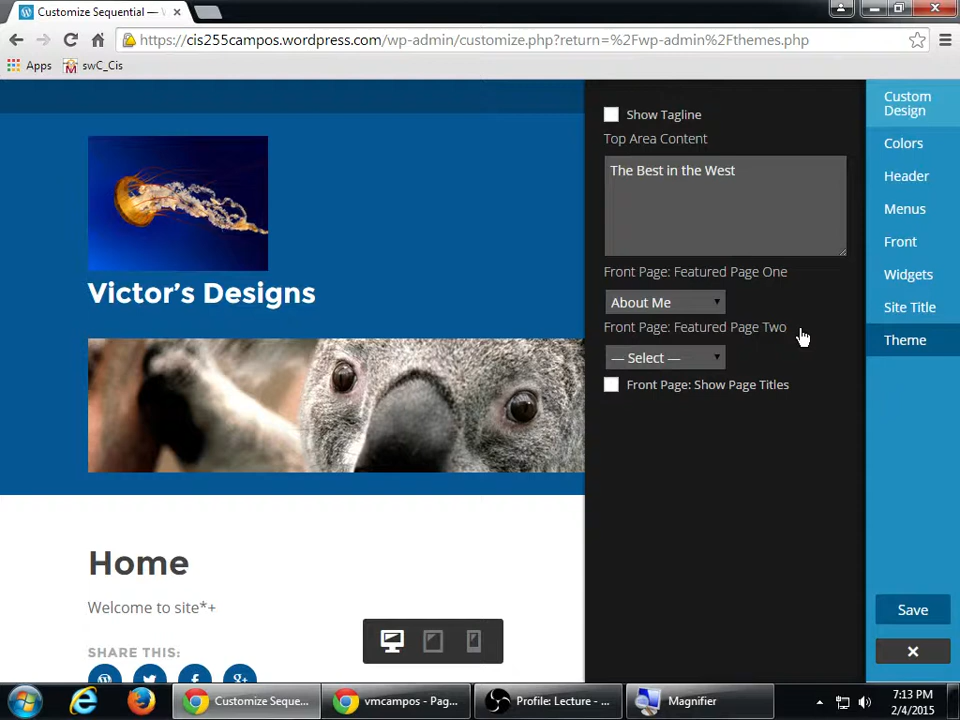 Customize Sequential — W
https://cis255campos.wordpress.com/wp-admin/customize.php?return=%2Fwp-admin%2Fthemes.php
Apps
swC_Cis
Show Tagline
Top Area Content
The Best in the West
Front Page: Featured Page One
About Me
Front Page: Featured Page Two
— Select —
Front Page: Show Page Titles
Custom Design
Colors
Header
Menus
Front
Widgets
Site Title
Theme
Save
Victor's Designs
Home
Welcome to site*+
SHARE THIS:
Customize Seque...
vmcampos - Pag...
Profile: Lecture - ...
Magnifier
7:13 PM
2/4/2015